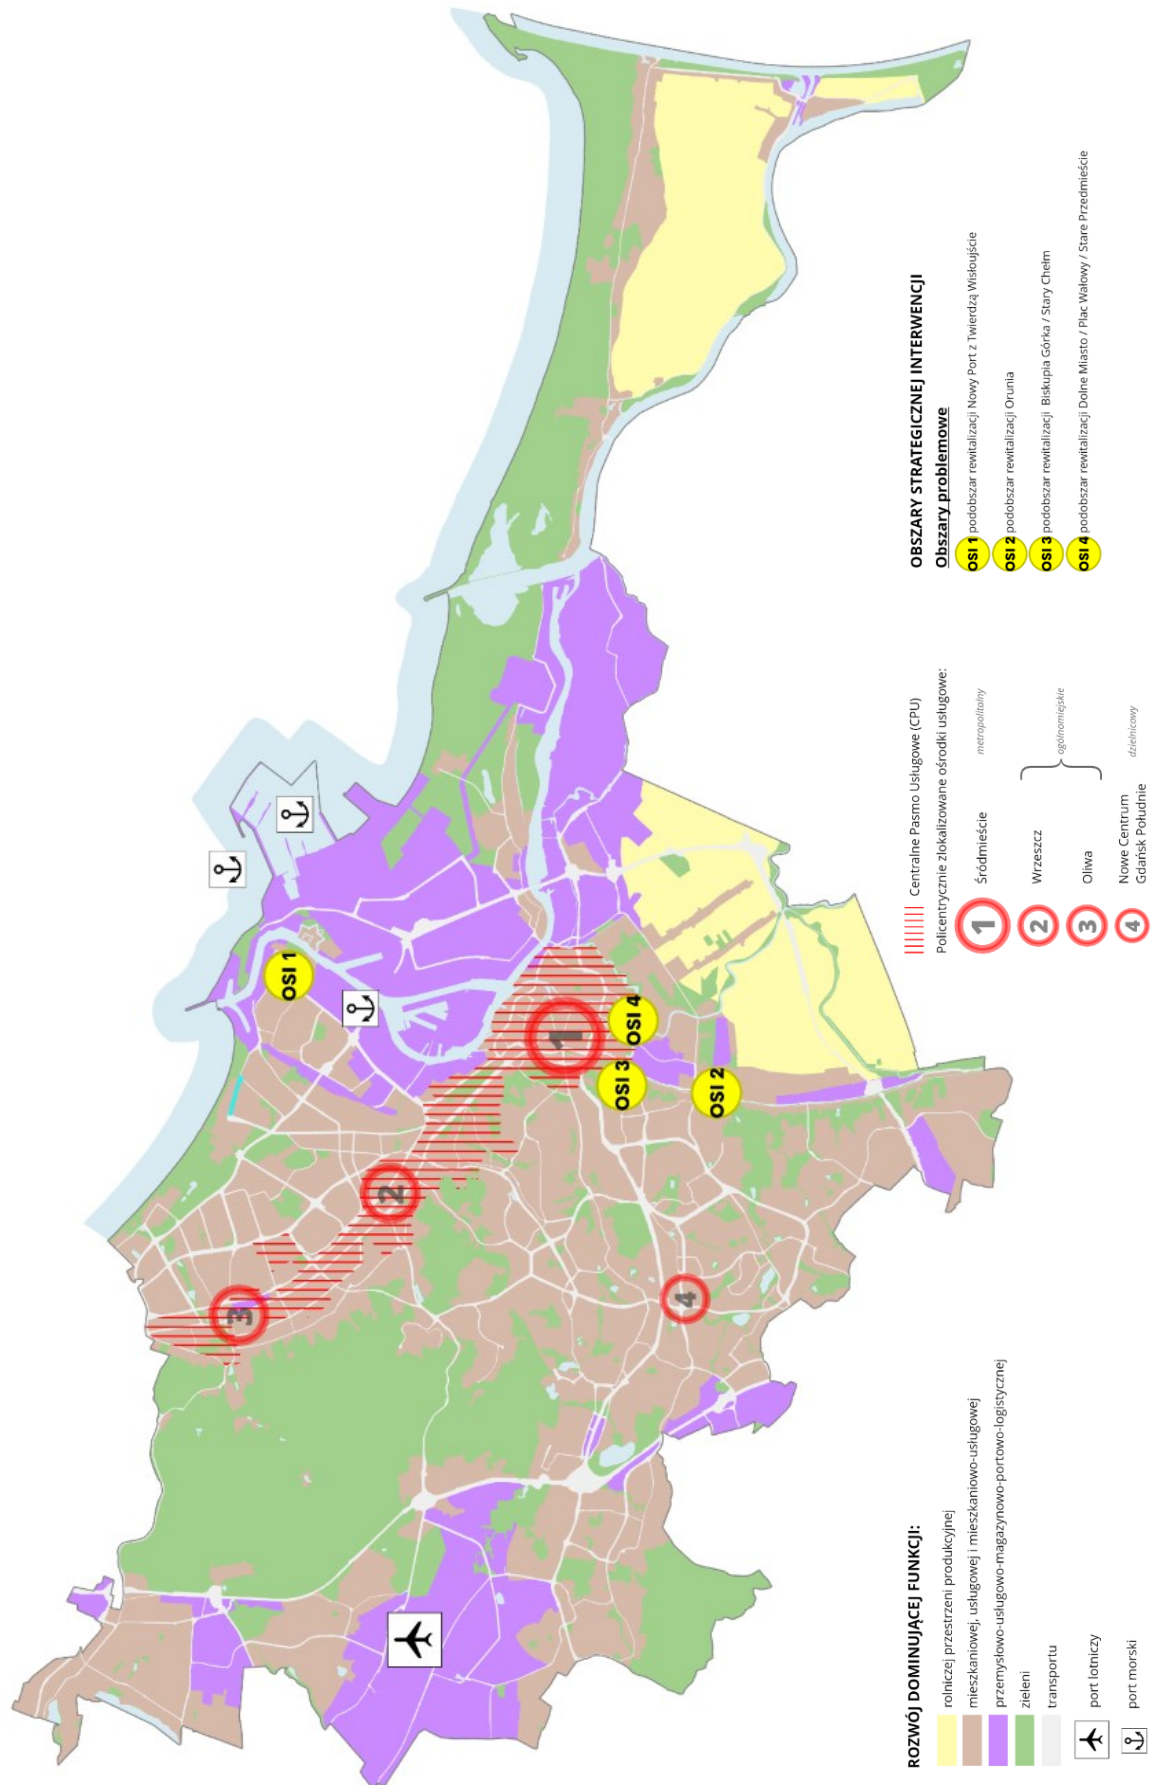 OSI 1
OSI 4
OSI 3
OSI 2
1
2
3
4
ROZWÓJ DOMINUJĄCEJ FUNKCJI:
rolniczej przestrzeni produkcyjnej
mieszkaniowej, usługowej i mieszkaniowo-usługowej
przemysłowo-usługowo-magazynowo-portowo-logistycznej
zieleni
transportu
port lotniczy
port morski
Centralne Pasmo Usługowe (CPU)
Policentrycznie zlokalizowane ośrodki usługowe:
1 Śródmieście metropolitalny
2 Wrzeszcz
ogólnomiejskie
3 Oliwa
4 Nowe Centrum
Gdańsk Południe dzielnicowy
OBSZARY STRATEGICZNEJ INTERWENCJI
Obszary problemowe
OSI 1 podobszar rewitalizacji Nowy Port z Twierdzą Wisłoujście
OSI 2 podobszar rewitalizacji Orunia
OSI 3 podobszar rewitalizacji Biskupia Górka / Stary Chełm
OSI 4 podobszar rewitalizacji Dolne Miasto / Plac Wałowy / Stare Przedmieście